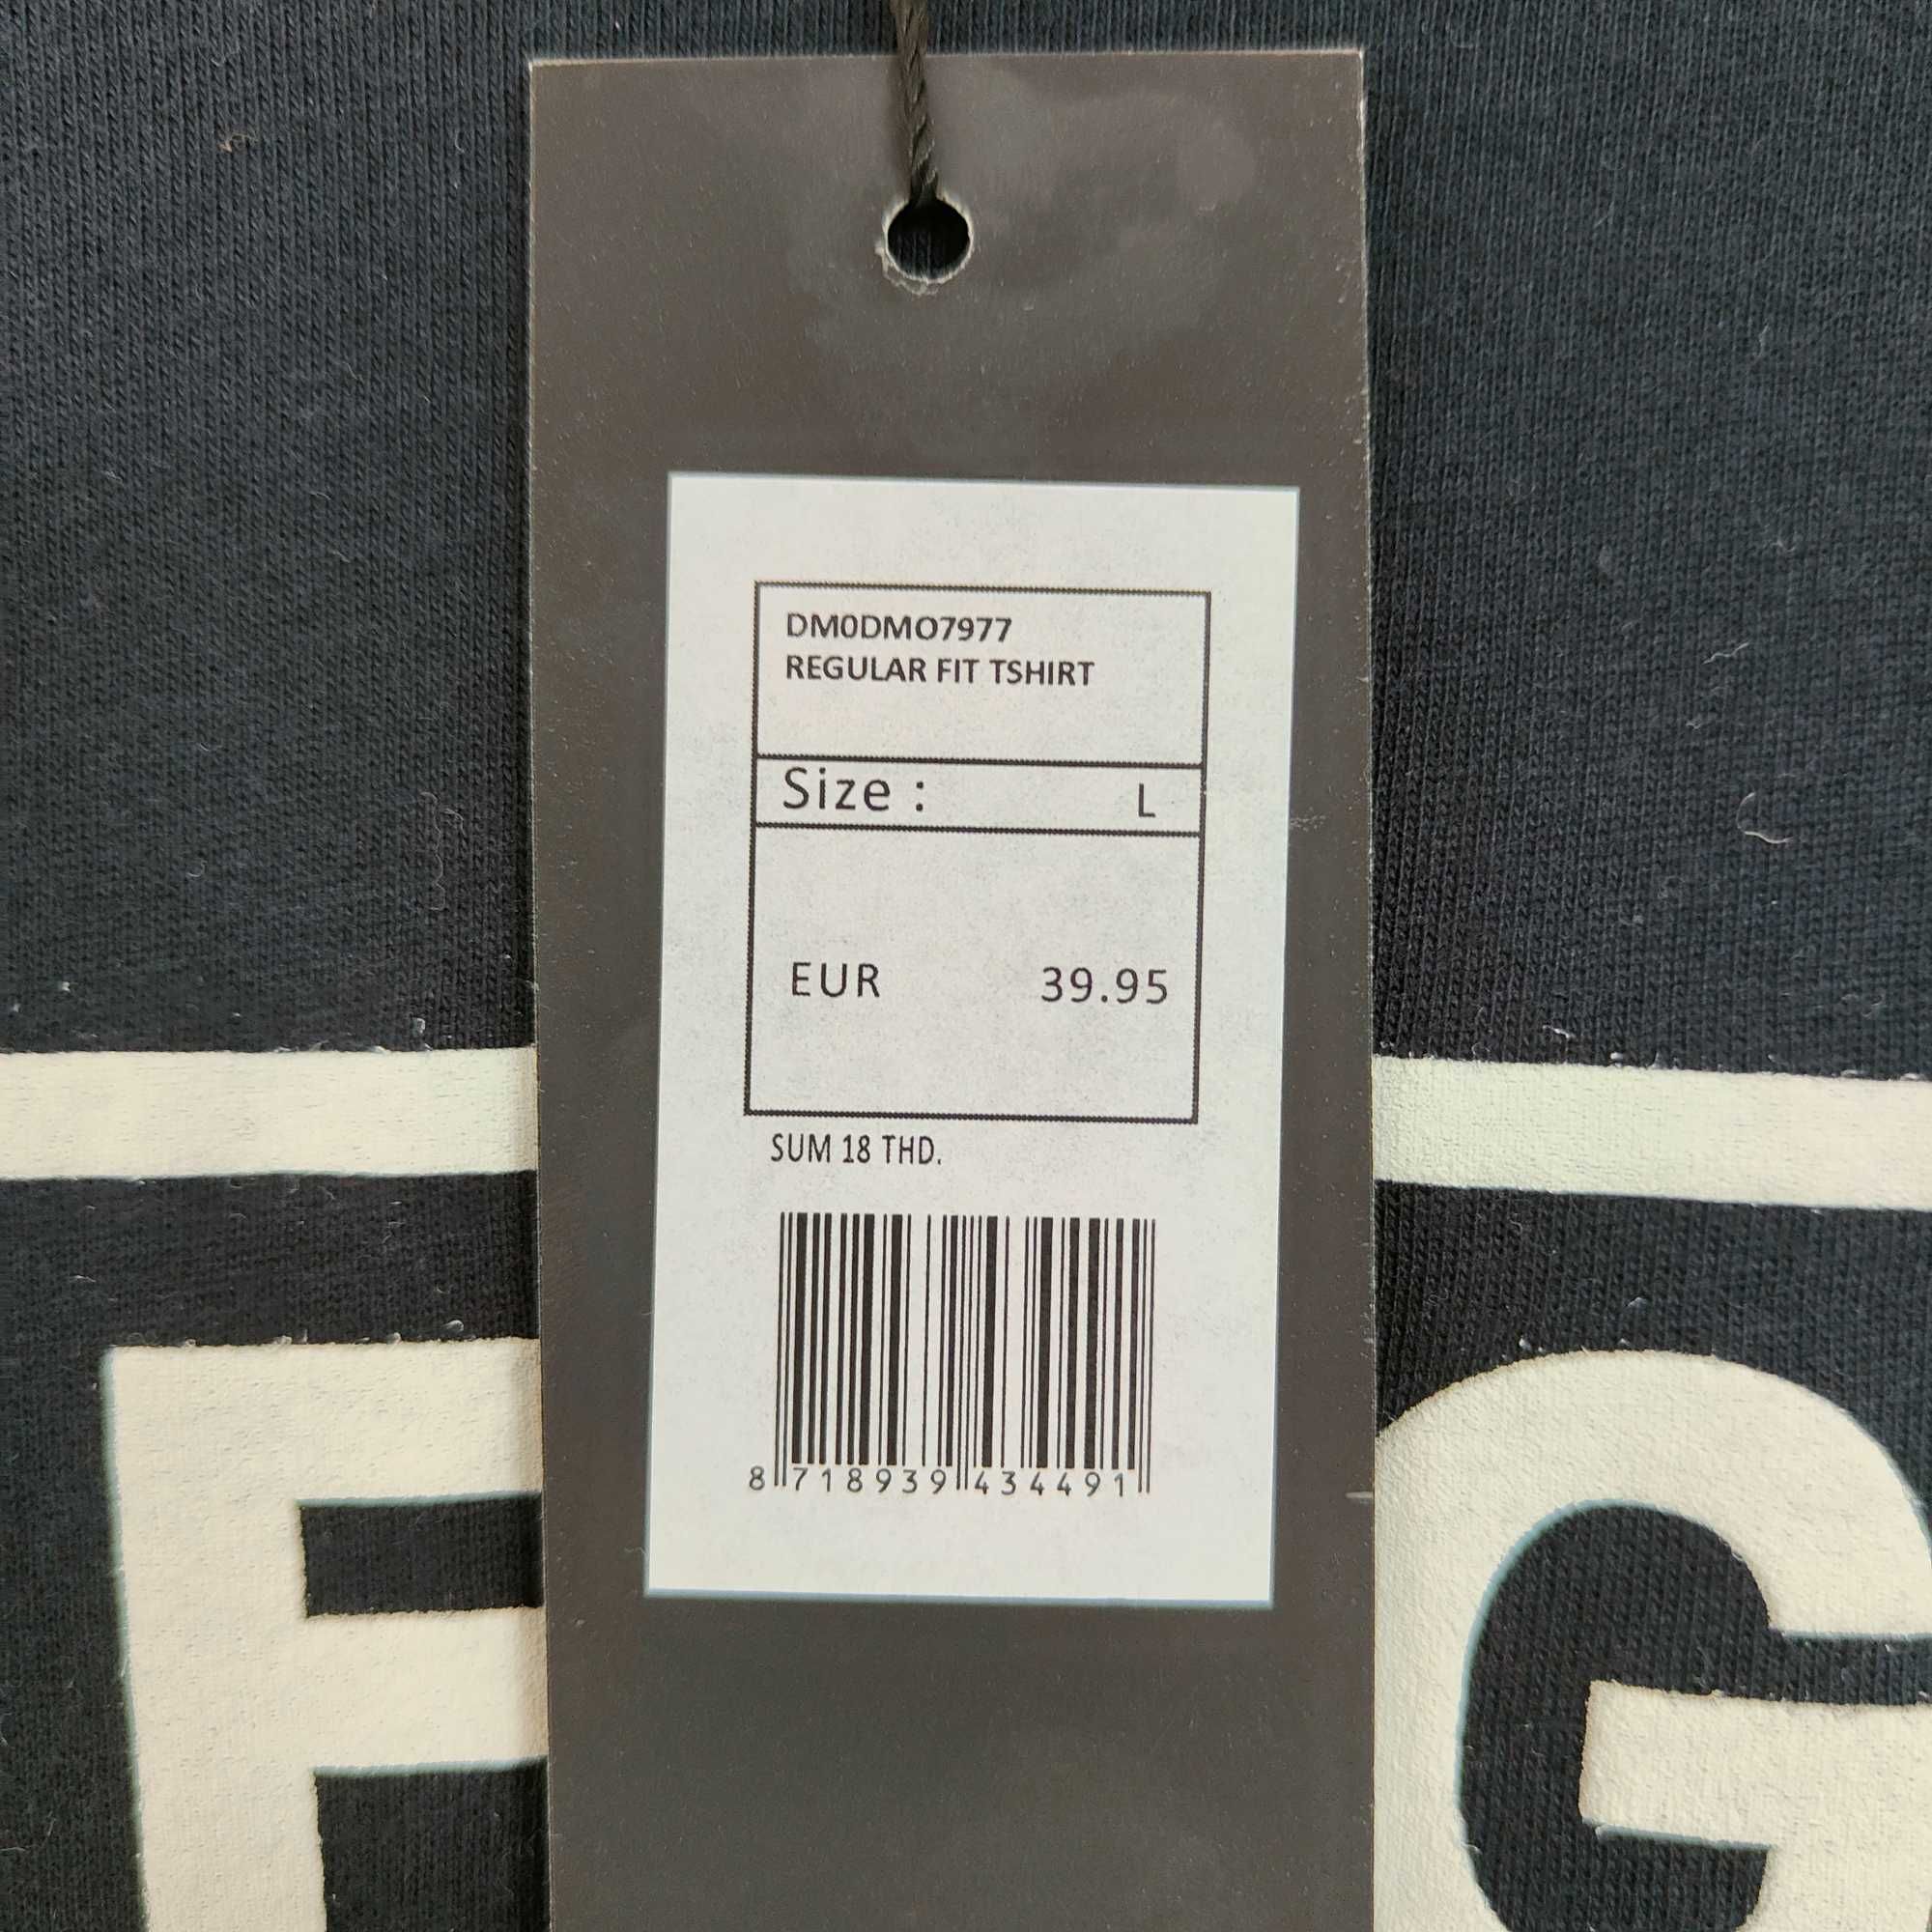 DM0DMO7977
REGULAR FIT TSHIRT
Size : L
EUR 39.95
SUM 18 THD.
8 718939 434491
F G